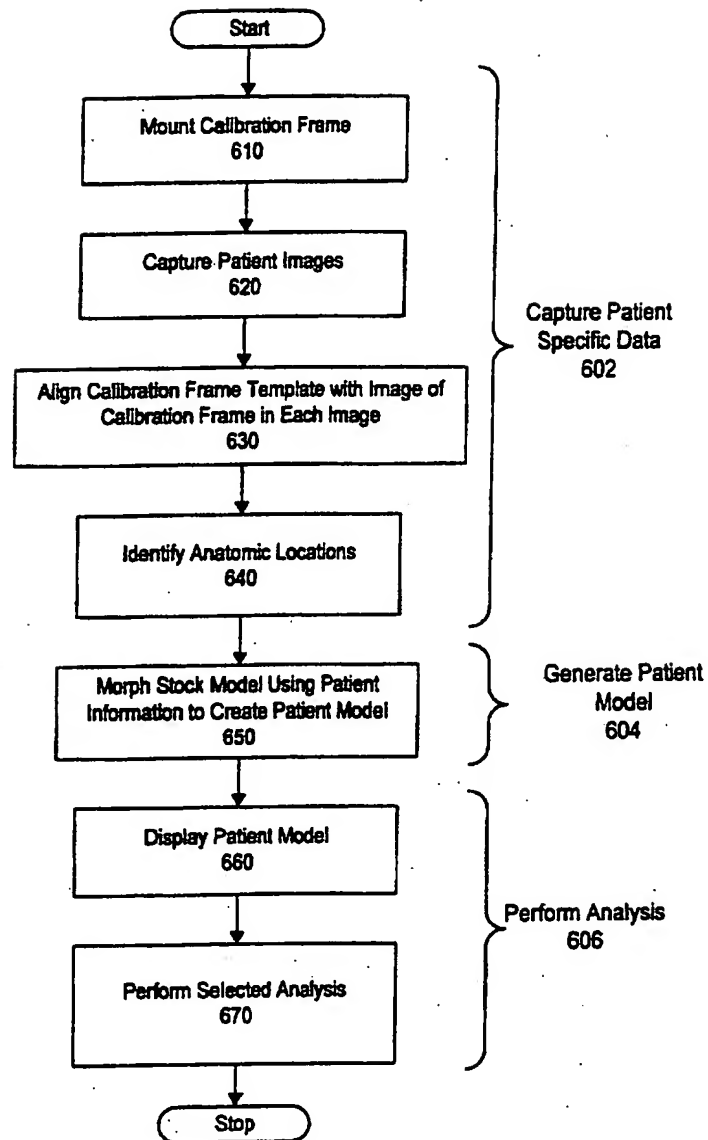 Start
Mount Calibration Frame
610
Capture Patient Images
620
Align Calibration Frame Template with Image of
Calibration Frame in Each Image
630
Identify Anatomic Locations
640
Capture Patient
Specific Data
602
Morph Stock Model Using Patient
Information to Create Patient Model
650
Generate Patient
Model
604
Display Patient Model
660
Perform Selected Analysis
670
Perform Analysis
606
Stop